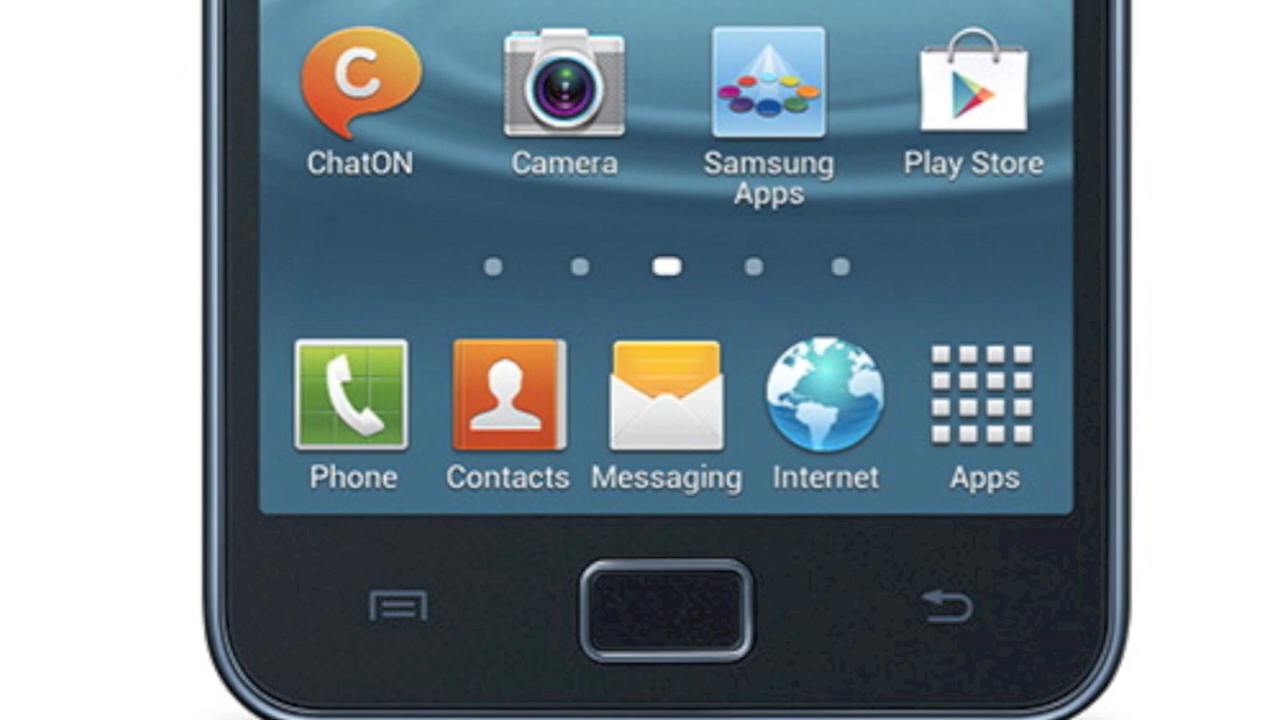 C
ChatON
Camera
Samsung
Apps
Play Store
Phone
Contacts
Messaging
Internet
Apps